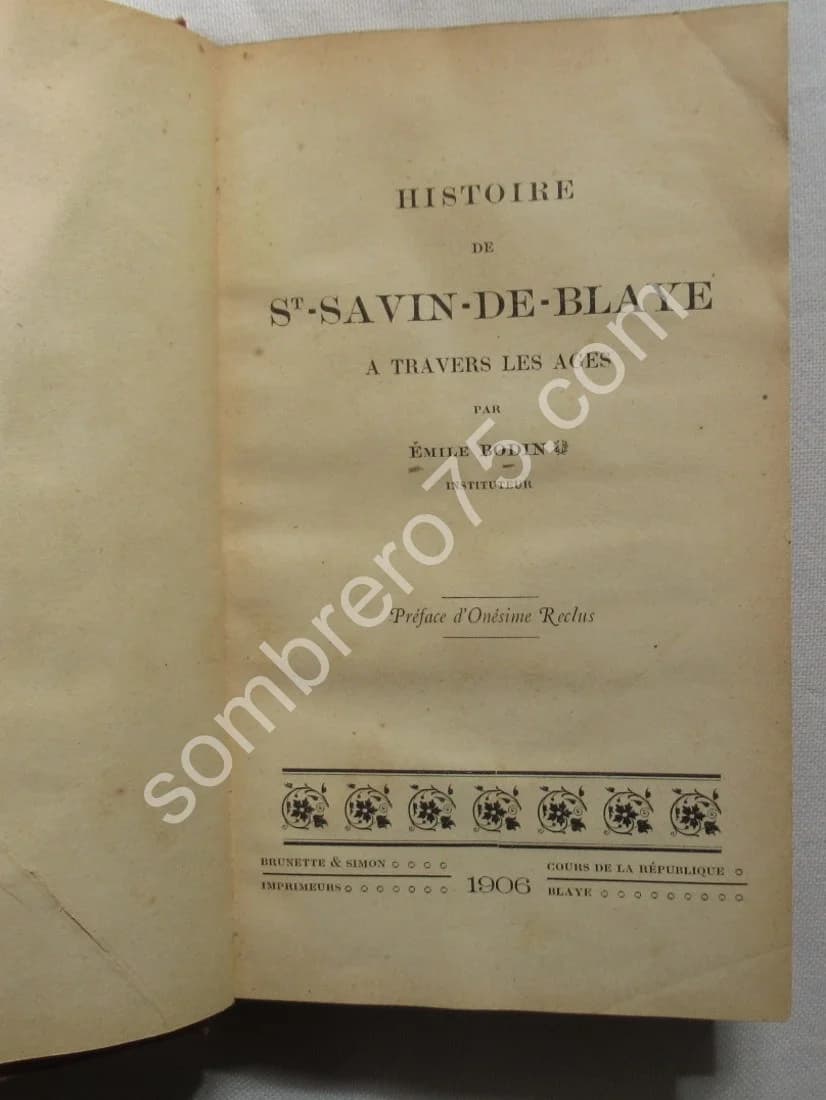 HISTOIRE
DE
ST-SAVIN-DE-BLAYE
A TRAVERS LES AGES
PAR
ÉMILE BODIN
INSTITUTEUR
Préface d'Onésime Reclus
BRUNETTE & SIMON
IMPRIMEURS
1906
COURS DE LA RÉPUBLIQUE
BLAYE
sombrero75.com